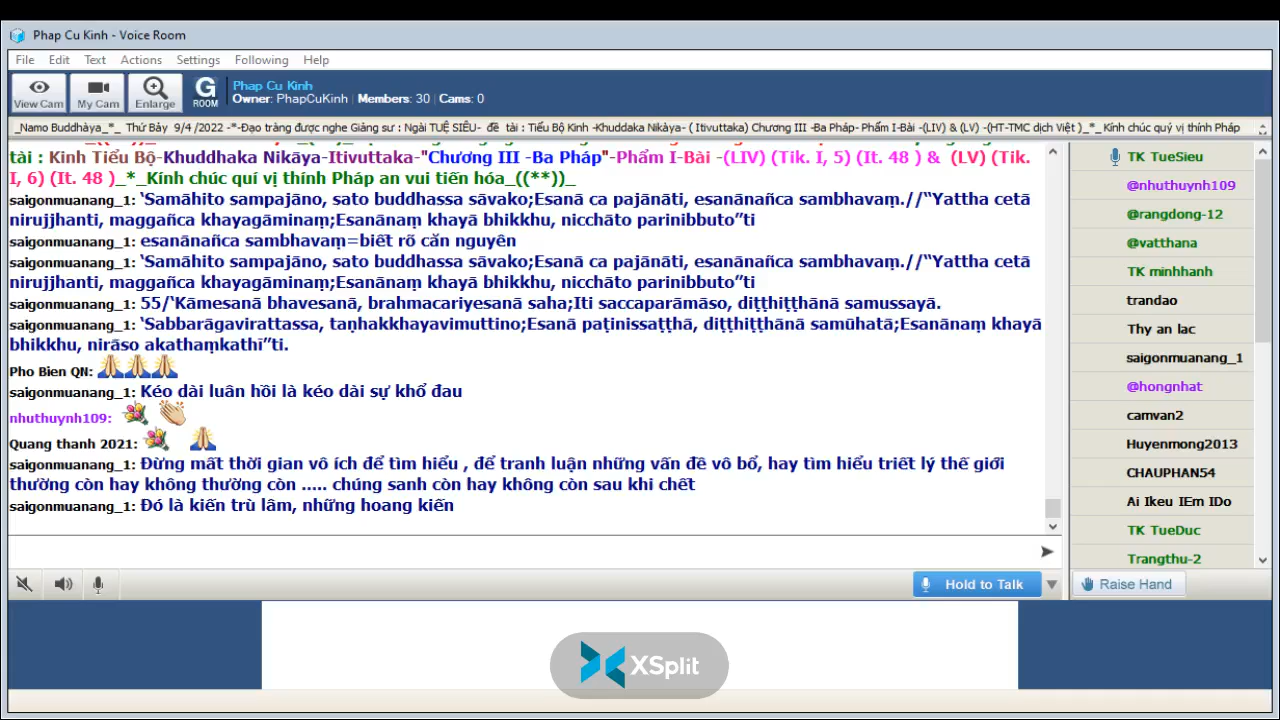 Phap Cu Kinh - Voice Room
File Edit Text Actions Settings Following Help
View Cam My Cam Enlarge G ROOM
Phap Cu Kinh
Owner: PhapCuKinh | Members: 30 | Cams: 0
_Namo Buddhàya_*_ Thứ Bảy 9/4 /2022 -*-Đạo tràng được nghe Giảng sư : Ngài TUỆ SIÊU- đề tài : Tiểu Bộ Kinh -Khuddaka Nikàya- ( Itivuttaka) Chương III -Ba Pháp- Phẩm I-Bài -(LIV) & (LV) -(HT-TMC dịch Việt )_*_ Kính chúc quý vị thính Pháp
tài : Kinh Tiểu Bộ-Khuddhaka Nikāya-Itivuttaka-"Chương III -Ba Pháp"-Phẩm I-Bài -(LIV) (Tik. I, 5) (It. 48 ) & (LV) (Tik.
I, 6) (It. 48 )_*_Kính chúc quí vị thính Pháp an vui tiến hóa_((**))_
saigonmuanang_1: ‘Samāhito sampajāno, sato buddhassa sāvako;Esanā ca pajānāti, esanānañca sambhavaṃ.//“Yattha cetā
nirujjhanti, maggañca khayagāminaṃ;Esanānaṃ khayā bhikkhu, nicchāto parinibbuto”ti
saigonmuanang_1: esanānañca sambhavaṃ=biết rõ căn nguyên
saigonmuanang_1: ‘Samāhito sampajāno, sato buddhassa sāvako;Esanā ca pajānāti, esanānañca sambhavaṃ.//“Yattha cetā
nirujjhanti, maggañca khayagāminaṃ;Esanānaṃ khayā bhikkhu, nicchāto parinibbuto”ti
saigonmuanang_1: 55/‘Kāmesanā bhavesanā, brahmacariyesanā saha;Iti saccaparāmāso, diṭṭhiṭṭhānā samussayā.
saigonmuanang_1: ‘Sabbarāgavirattassa, taṇhakkhayavimuttino;Esanā paṭinissaṭṭhā, diṭṭhiṭṭhānā samūhatā;Esanānaṃ khayā
bhikkhu, nirāso akathaṃkathī”ti.
Pho Bien QN:
saigonmuanang_1: Kéo dài luân hồi là kéo dài sự khổ đau
nhuthuynh109:
Quang thanh 2021:
saigonmuanang_1: Đừng mất thời gian vô ích để tìm hiểu , để tranh luận những vấn đề vô bổ, hay tìm hiểu triết lý thế giới
thường còn hay không thường còn ..... chúng sanh còn hay không còn sau khi chết
saigonmuanang_1: Đó là kiến trù lâm, những hoang kiến
TK TueSieu
@nhuthuynh109
@rangdong-12
@vatthana
TK minhhanh
trandao
Thy an lac
saigonmuanang_1
@hongnhat
camvan2
Huyenmong2013
CHAUPHAN54
Ai Ikeu IEm IDo
TK TueDuc
Trangthu-2
Hold to Talk
Raise Hand
XSplit